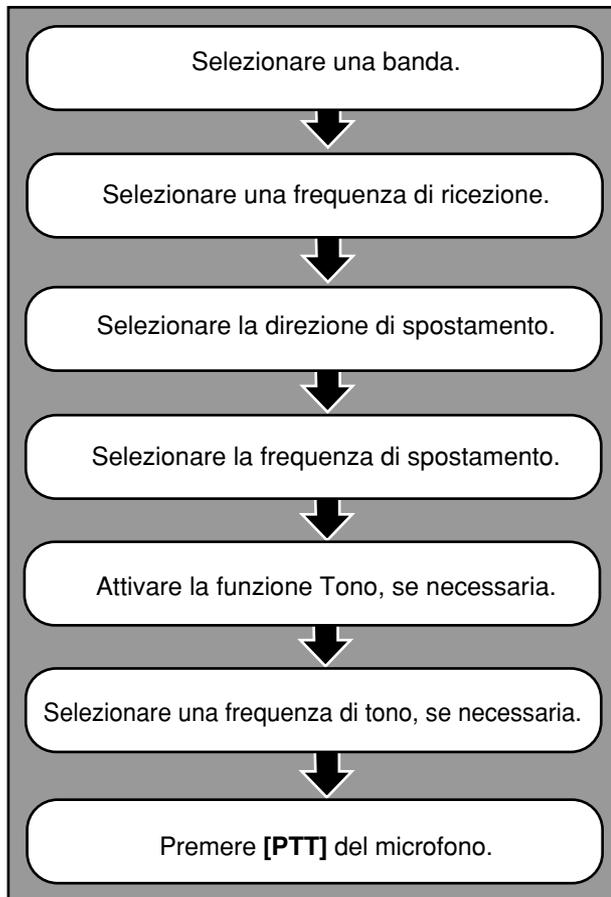 Selezionare una banda.
Selezionare una frequenza di ricezione.
Selezionare la direzione di spostamento.
Selezionare la frequenza di spostamento.
Attivare la funzione Tono, se necessaria.
Selezionare una frequenza di tono, se necessaria.
Premere [PTT] del microfono.